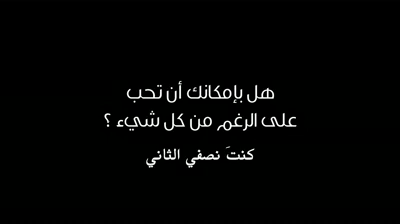 هل بإمكانك أن تحب
على الرغم من كل شيء ؟
كنتَ نصفي الثاني